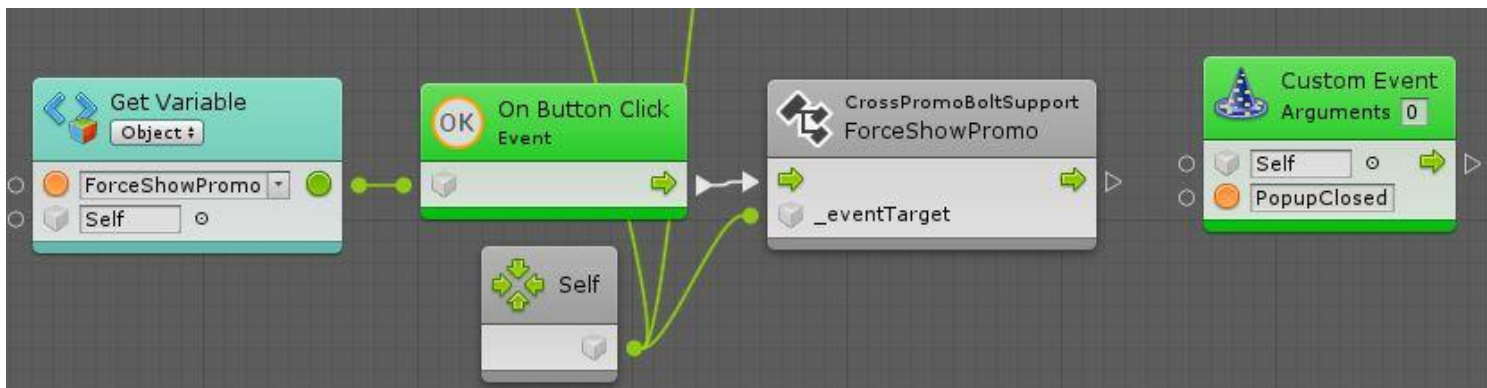 Get Variable
Object
ForceShowPromo
Self
OK
On Button Click
Event
Self
CrossPromoBoltSupport
ForceShowPromo
_eventTarget
Custom Event
Arguments 0
Self
PopupClosed